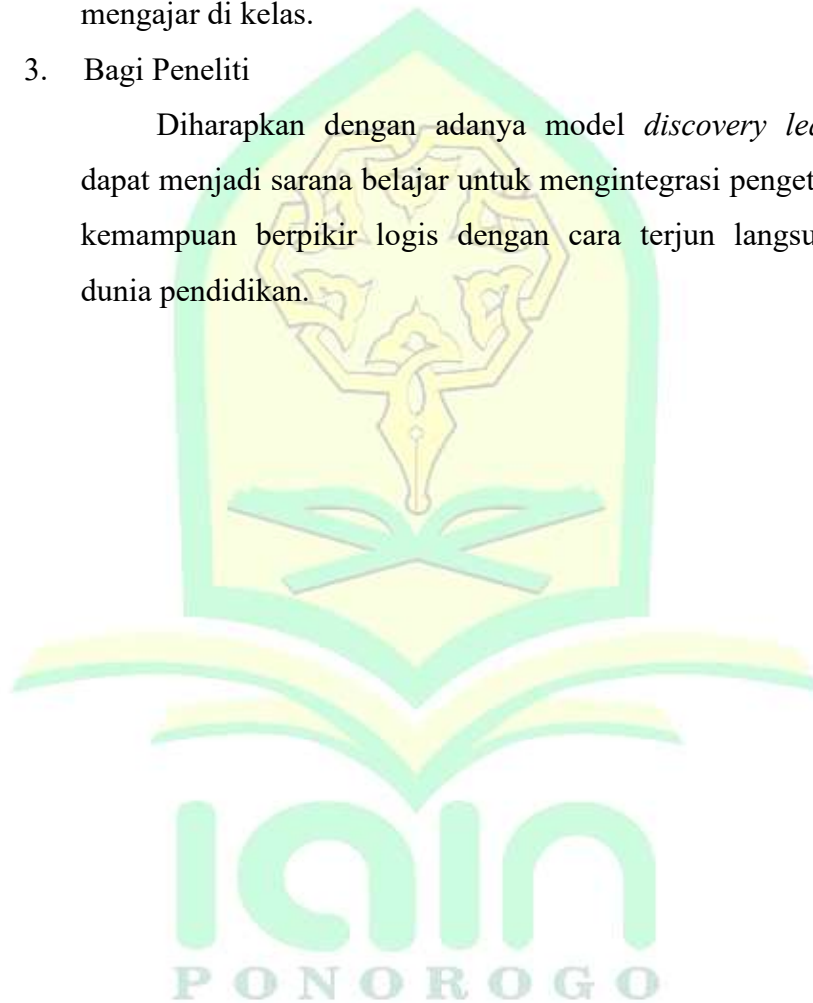 mengajar di kelas.
3. Bagi Peneliti
Diharapkan dengan adanya model discovery
dapat menjadi sarana belajar untuk mengintegrasi
kemampuan berpikir logis dengan cara terjun
dunia pendidikan.
iain
PONOROGO